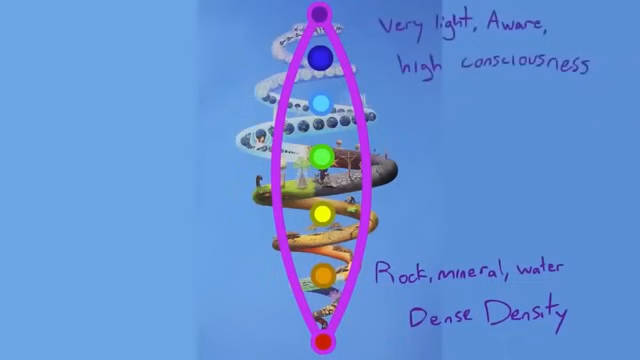 Very light, Aware,
high consciousness
Rock, mineral, water
Dense Density